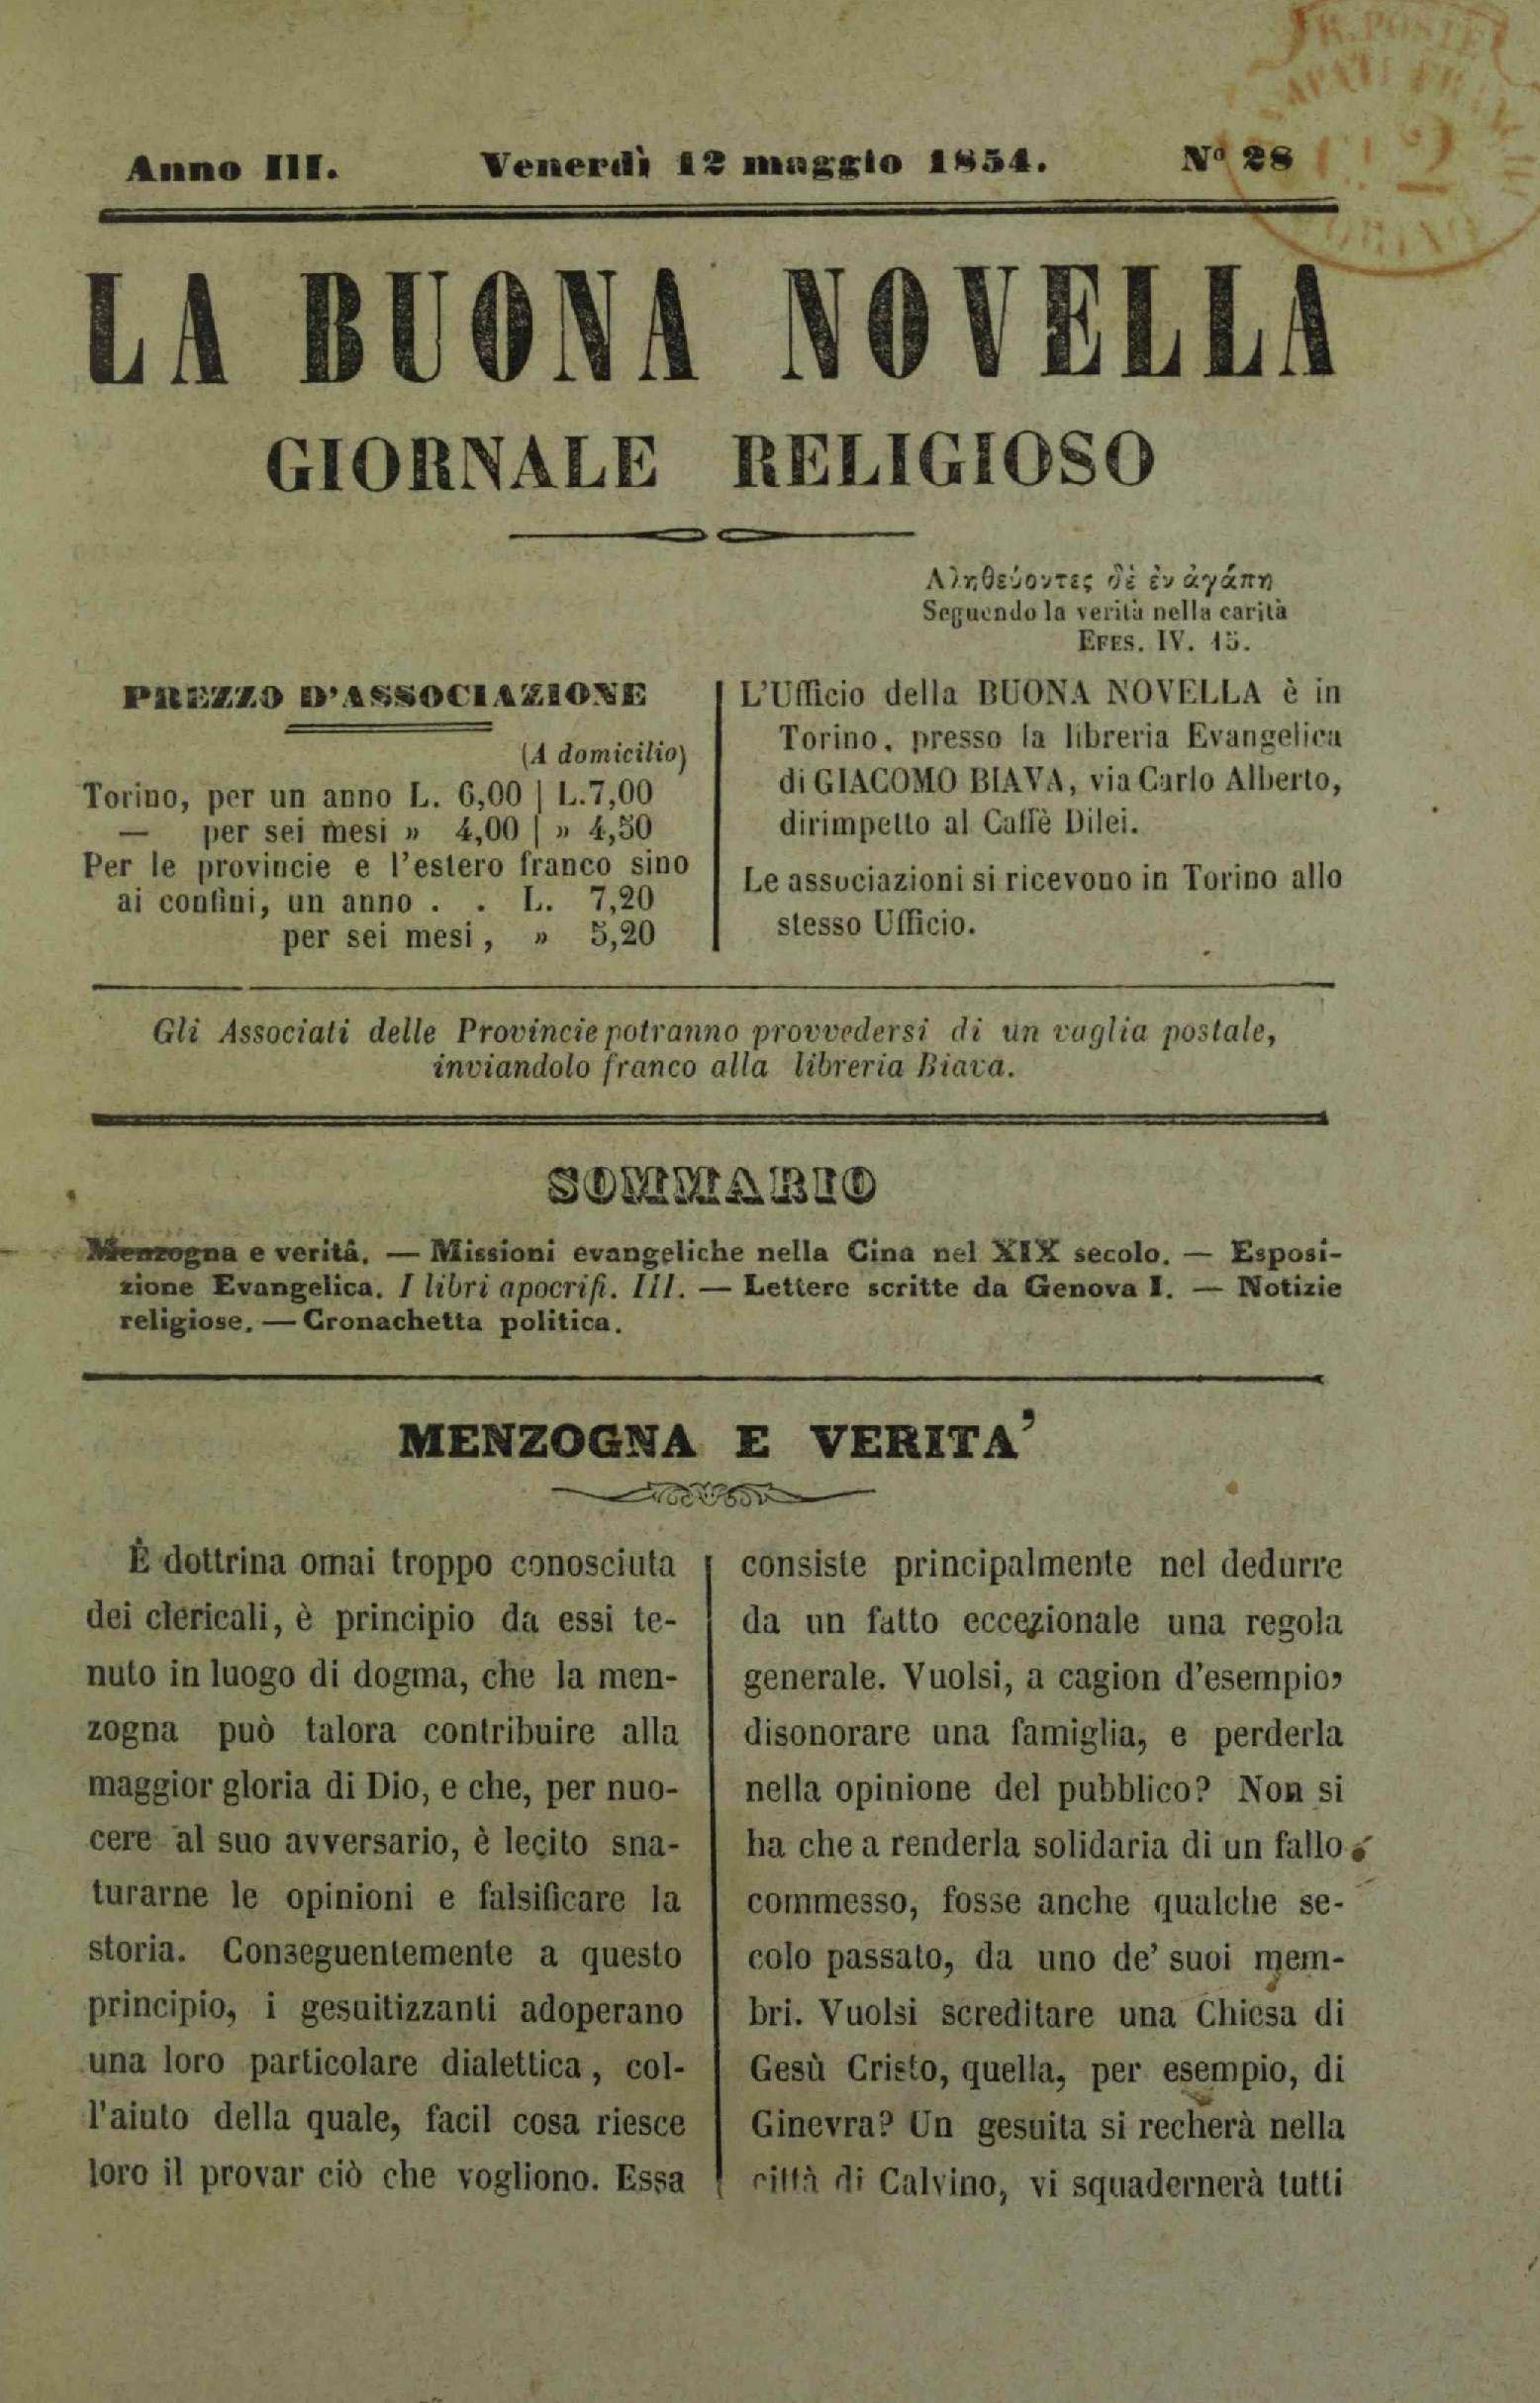 Anno III. Venerdì 12 maggio 1854. Nº 28
LA BUONA NOVELLA
GIORNALE RELIGIOSO
Αληθεύοντες δὲ ἐν ἀγάπη
Seguendo la verità nella carità
EFES. IV. 15.
PREZZO D'ASSOCIAZIONE
(A domicilio)
Torino, per un anno L. 6,00 | L.7,00
— per sei mesi » 4,00 | » 4,50
Per le provincie e l'estero franco sino
ai confini, un anno . . L. 7,20
per sei mesi, » 5,20
L'Ufficio della BUONA NOVELLA è in
Torino, presso la libreria Evangelica
di GIACOMO BIAVA, via Carlo Alberto,
dirimpetto al Caffè Dilei.
Le associazioni si ricevono in Torino allo
stesso Ufficio.
Gli Associati delle Provincie potranno provvedersi di un vaglia postale,
inviandolo franco alla libreria Biava.
SOMMARIO
Menzogna e verità. — Missioni evangeliche nella Cina nel XIX secolo. — Esposi-
zione Evangelica. I libri apocrifi. III. — Lettere scritte da Genova I. — Notizie
religiose. — Cronachetta politica.
MENZOGNA E VERITA'
È dottrina omai troppo conosciuta
dei clericali, è principio da essi te-
nuto in luogo di dogma, che la men-
zogna può talora contribuire alla
maggior gloria di Dio, e che, per nuo-
cere al suo avversario, è lecito sna-
turarne le opinioni e falsificare la
storia. Conseguentemente a questo
principio, i gesuitizzanti adoperano
una loro particolare dialettica, col-
l'aiuto della quale, facil cosa riesce
loro il provar ciò che vogliono. Essa
consiste principalmente nel dedurre
da un fatto eccezionale una regola
generale. Vuolsi, a cagion d'esempio,
disonorare una famiglia, e perderla
nella opinione del pubblico? Non si
ha che a renderla solidaria di un fallo
commesso, fosse anche qualche se-
colo passato, da uno de' suoi mem-
bri. Vuolsi screditare una Chiesa di
Gesù Cristo, quella, per esempio, di
Ginevra? Un gesuita si recherà nella
città di Calvino, vi squadernerà tutti